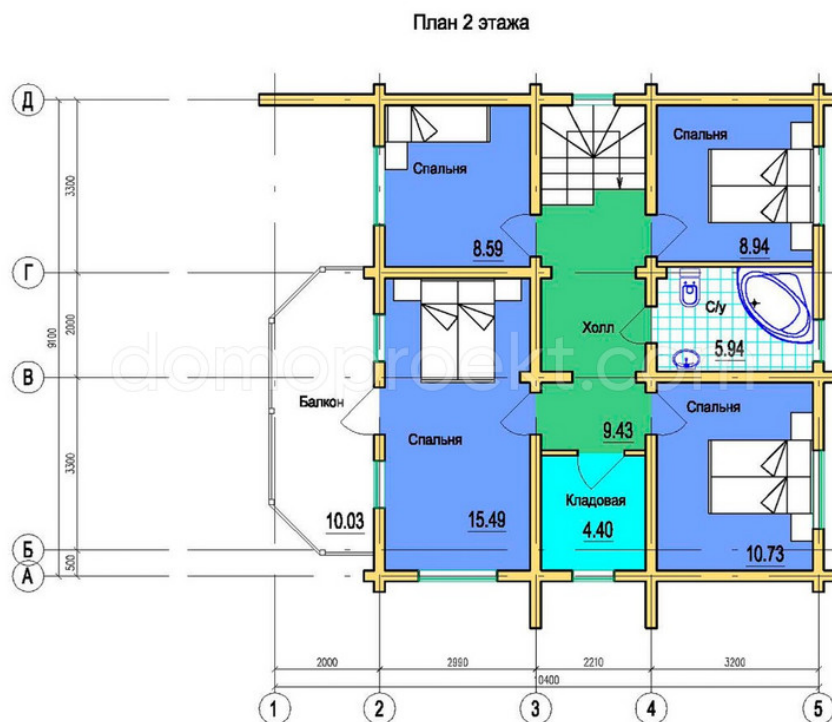 План 2 этажа
Д
Г
В
Б
А
3300
2000
3300
500
9100
Спальня
8.59
Спальня
8.94
С/у
5.94
Холл
9.43
Балкон
10.03
Спальня
15.49
Кладовая
4.40
Спальня
10.73
domoproekt.com
2000
2990
2210
3200
10400
1
2
3
4
5